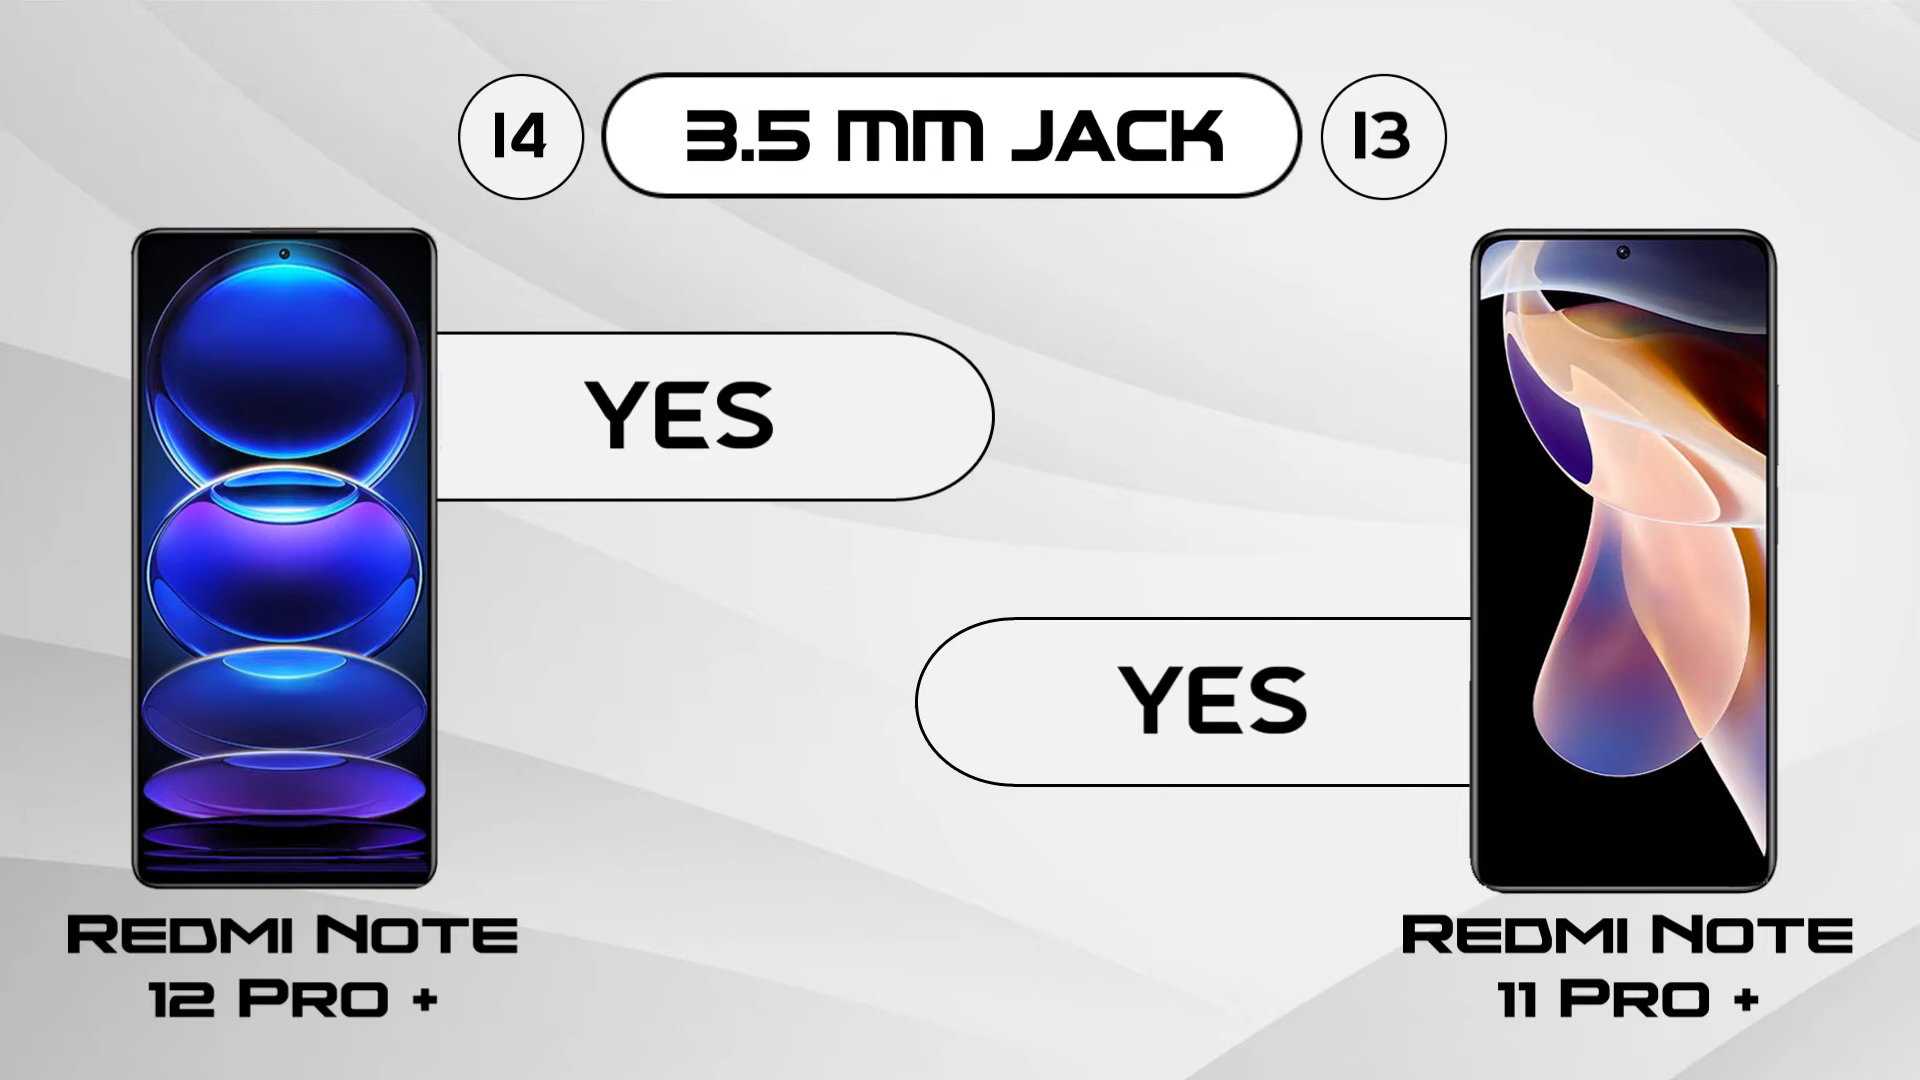 14
3.5 MM JACK
13
YES
YES
REDMI NOTE
12 PRO +
REDMI NOTE
11 PRO +